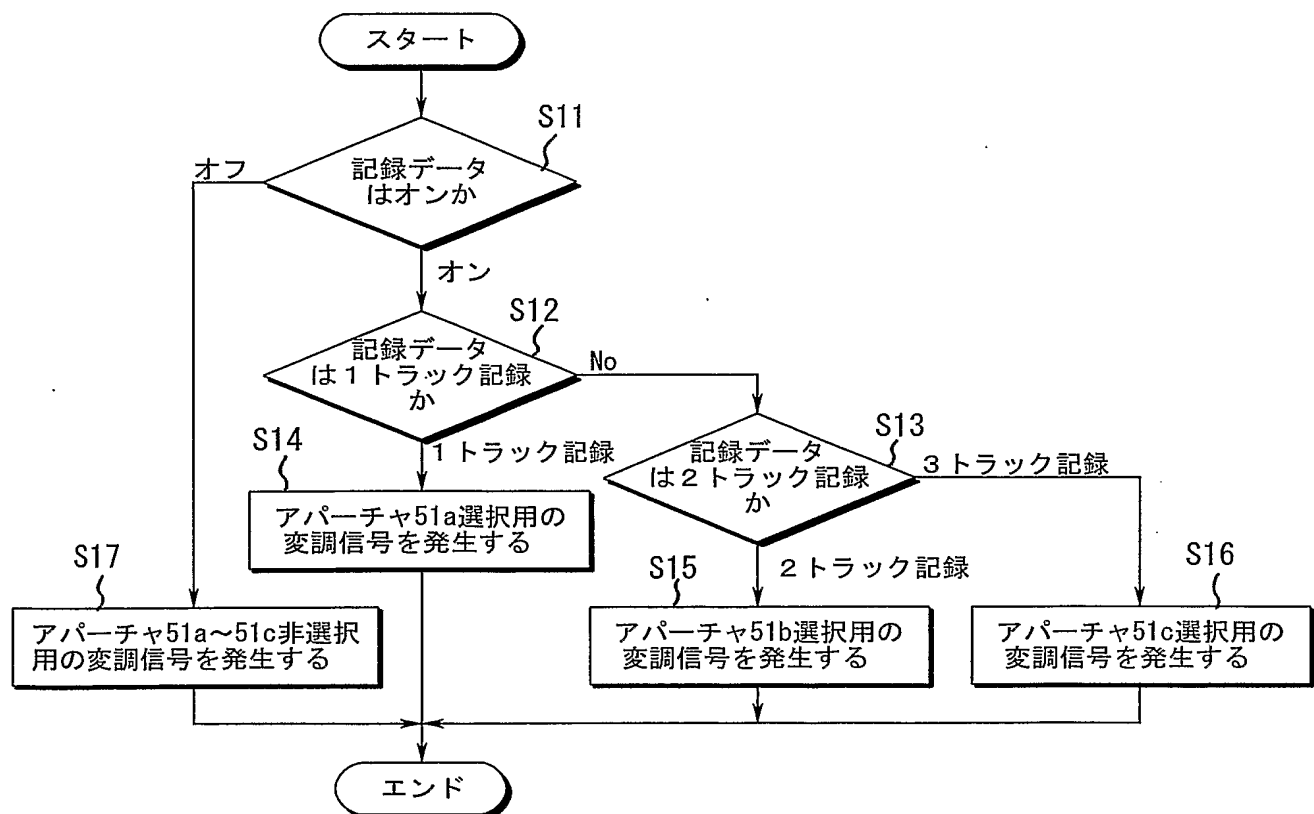 スタート
S11
記録データ
はオンか
オフ
オン
S12
記録データ
は1トラック記録
か
No
S13
記録データ
は2トラック記録
か
3トラック記録
S14
1トラック記録
アパーチャ51a選択用の
変調信号を発生する
2トラック記録
S17
アパーチャ51a〜51c非選択
用の変調信号を発生する
S15
アパーチャ51b選択用の
変調信号を発生する
S16
アパーチャ51c選択用の
変調信号を発生する
エンド